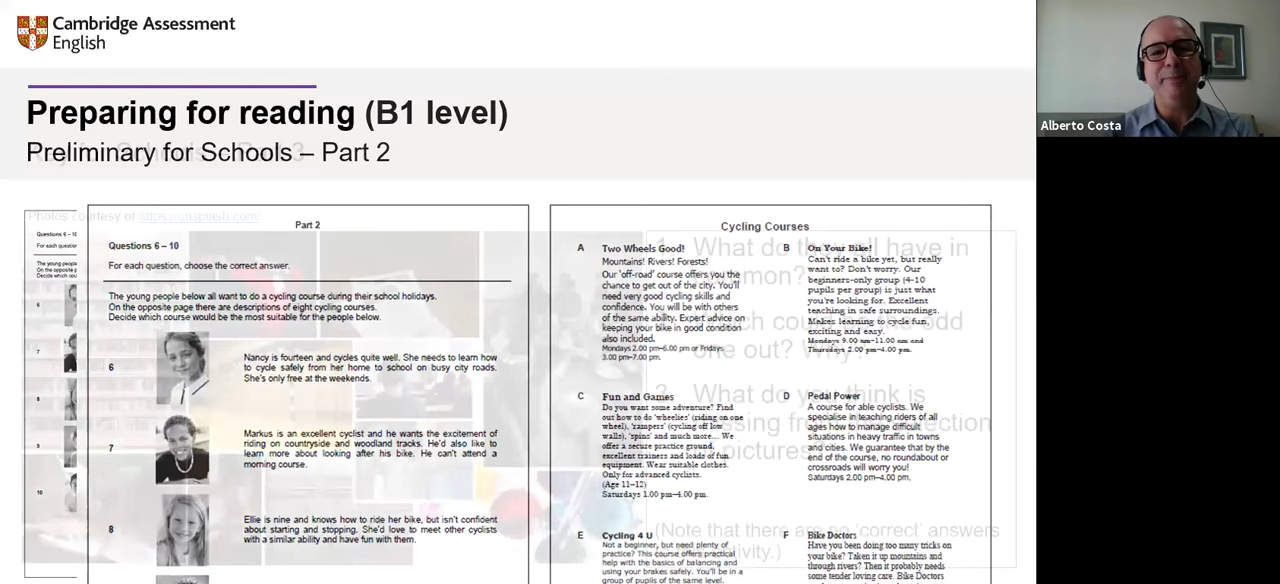 Cambridge Assessment
English
Alberto Costa
Preparing for reading (B1 level)
Preliminary for Schools – Part 2
Photos courtesy of https://unsplash.com/
Part 2
Questions 6 – 10
For each question, choose the correct answer.
The young people below all want to do a cycling course during their school holidays.
On the opposite page there are descriptions of eight cycling courses.
Decide which course would be the most suitable for the people below.
6
Nancy is fourteen and cycles quite well. She needs to learn how
to cycle safely from her home to school on busy city roads.
She's only free at the weekends.
7
Markus is an excellent cyclist and he wants the excitement of
riding on countryside and woodland tracks. He'd also like to
learn more about looking after his bike. He can't attend a
morning course.
8
Ellie is nine and knows how to ride her bike, but isn't confident
about starting and stopping. She'd love to meet other cyclists
with a similar ability and have fun with them.
Cycling Courses
A Two Wheels Good!
Mountains! Rivers! Forests!
Our 'off-road' course offers you the
chance to get out of the city. You'll
need very good cycling skills and
confidence. You will be with others
of the same ability. Expert advice on
keeping your bike in good condition
also included.
Mondays 2.00 pm–6.00 pm or Fridays
3.00 pm–7.00 pm.
B On Your Bike!
Can't ride a bike yet, but really
want to? Don't worry. Our
beginners-only group (4-10
pupils per group) is just what
you're looking for. Excellent
teaching in safe surroundings.
Makes learning to cycle fun,
exciting and easy.
Mondays 9.00 am–11.00 am and
Thursdays 2.00 pm–4.00 pm.
C Fun and Games
Do you want some adventure? Find
out how to do 'wheelies' (riding on one
wheel), 'rampers' (cycling off low
walls), 'spins' and much more... We
offer a secure practice ground,
excellent trainers and loads of fun
equipment. Wear suitable clothes.
Only for advanced cyclists.
(Age 11–12)
Saturdays 1.00 pm–4.00 pm.
D Pedal Power
A course for able cyclists. We
specialise in teaching riders of all
ages how to manage difficult
situations in heavy traffic in towns
and cities. We guarantee that by the
end of the course, no roundabout or
crossroads will worry you!
Saturdays 2.00 pm–4.00 pm.
E Cycling 4 U
Not a beginner, but need plenty of
practice? This course offers practical
help with the basics of balancing and
using your brakes safely. You'll be in a
group of pupils of the same level.
F Bike Doctors
Have you been doing too many tricks on
your bike? Taken it up mountains and
through rivers? Then it probably needs
some tender loving care. Bike Doctors